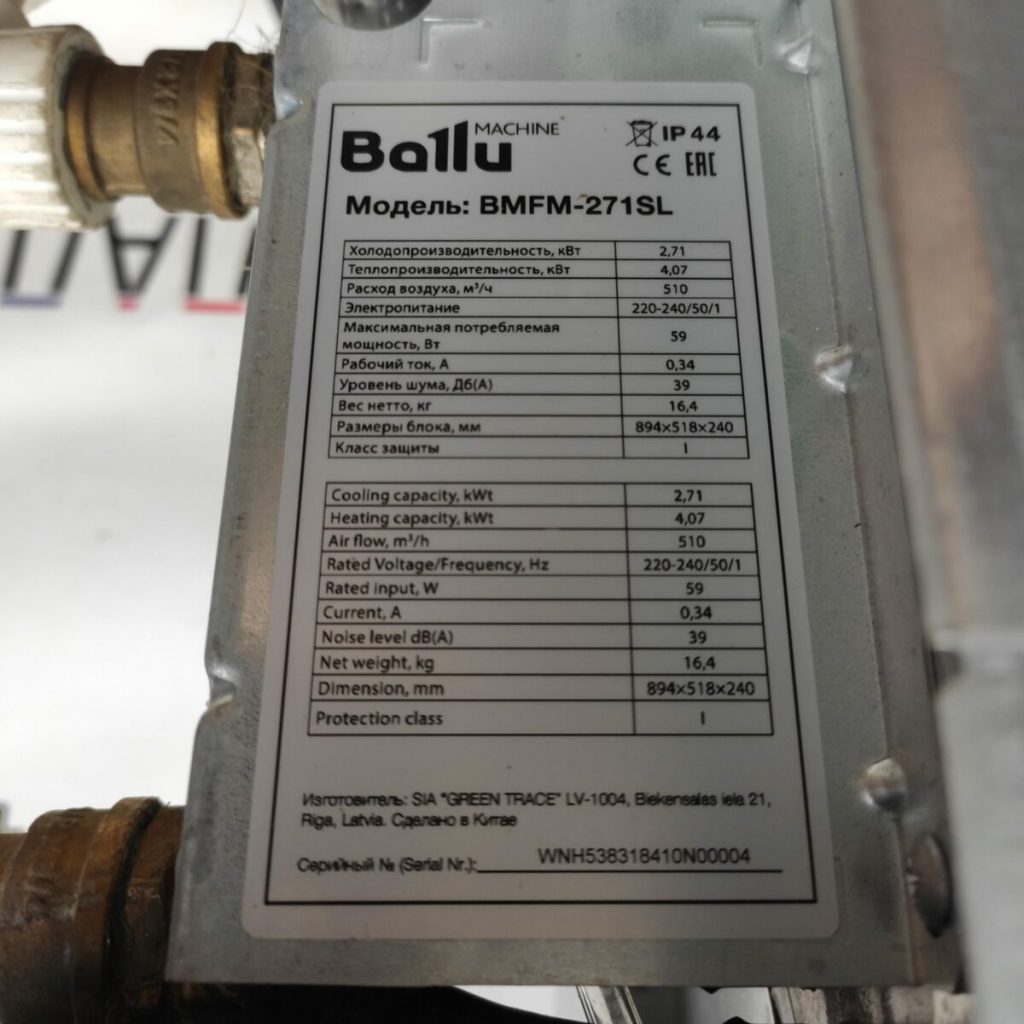 VIEXF
Ballu MACHINE
IP 44
CE EAC
Модель: BMFM-271SL
Холодопроизводительность, кВт 2,71
Теплопроизводительность, кВт 4,07
Расход воздуха, м³/ч 510
Электропитание 220-240/50/1
Максимальная потребляемая
мощность, Вт 59
Рабочий ток, А 0,34
Уровень шума, Дб(А) 39
Вес нетто, кг 16,4
Размеры блока, мм 894×518×240
Класс защиты I
Cooling capacity, kWt 2,71
Heating capacity, kWt 4,07
Air flow, m³/h 510
Rated Voltage/Frequency, Hz 220-240/50/1
Rated input, W 59
Current, A 0,34
Noise level dB(A) 39
Net weight, kg 16,4
Dimension, mm 894×518×240
Protection class I
Изготовитель: SIA "GREEN TRACE" LV-1004, Biekensalas iela 21,
Riga, Latvia. Сделано в Китае
Серийный № (Serial Nr.): WNH538318410N00004